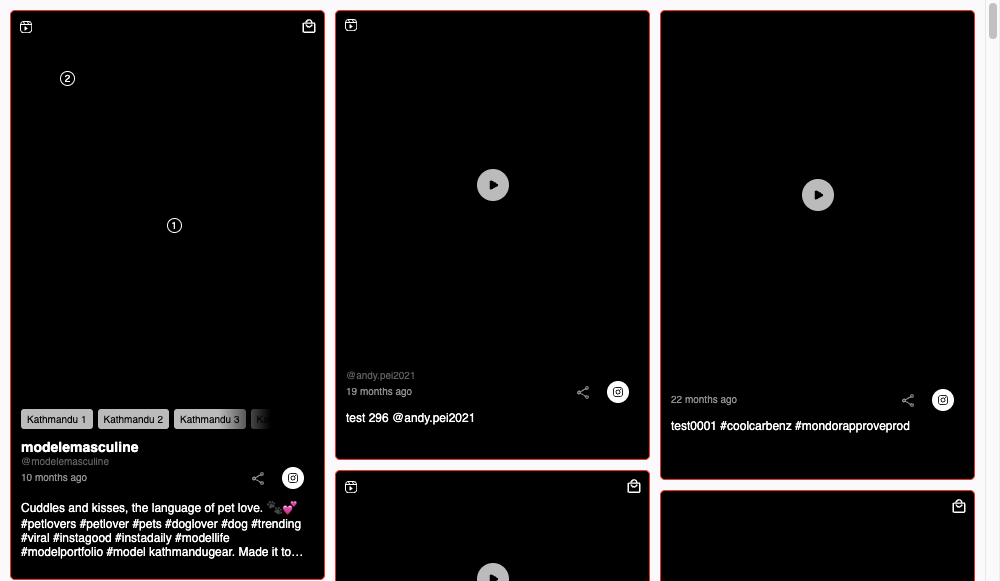 2
1
Kathmandu 1 Kathmandu 2 Kathmandu 3
modelemasculine
@modelemasculine
10 months ago
Cuddles and kisses, the language of pet love. 🐾💕
#petlovers #petlover #pets #doglover #dog #trending
#viral #instagood #instadaily #modellife
#modelportfolio #model kathmandugear. Made it to…
@andy.pei2021
19 months ago
test 296 @andy.pei2021
22 months ago
test0001 #coolcarbenz #mondorapproveprod